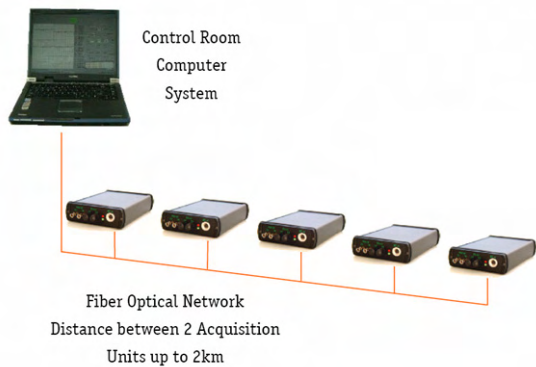 Control Room
Computer
System
Fiber Optical Network
Distance between 2 Acquisition
Units up to 2km